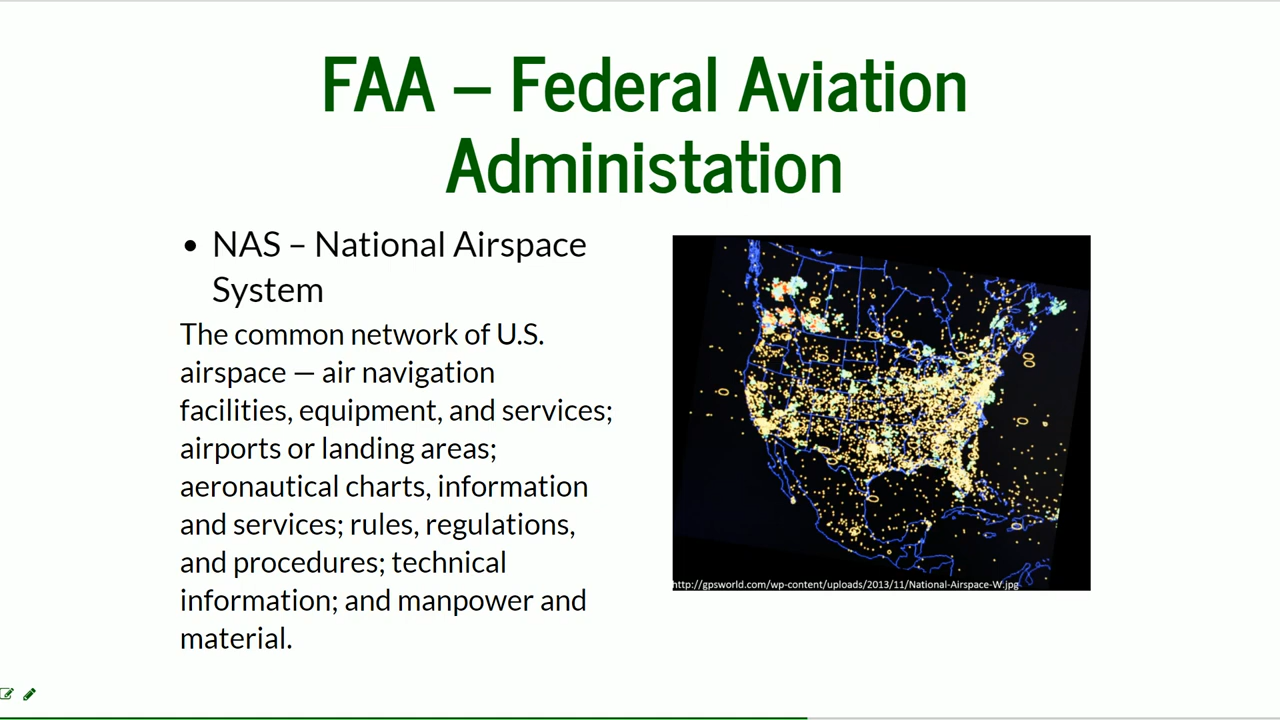 FAA – Federal Aviation
Administation
• NAS – National Airspace
System
The common network of U.S.
airspace — air navigation
facilities, equipment, and services;
airports or landing areas;
aeronautical charts, information
and services; rules, regulations,
and procedures; technical
information; and manpower and
material.
http://gpsworld.com/wp-content/uploads/2013/11/National-Airspace-W.jpg